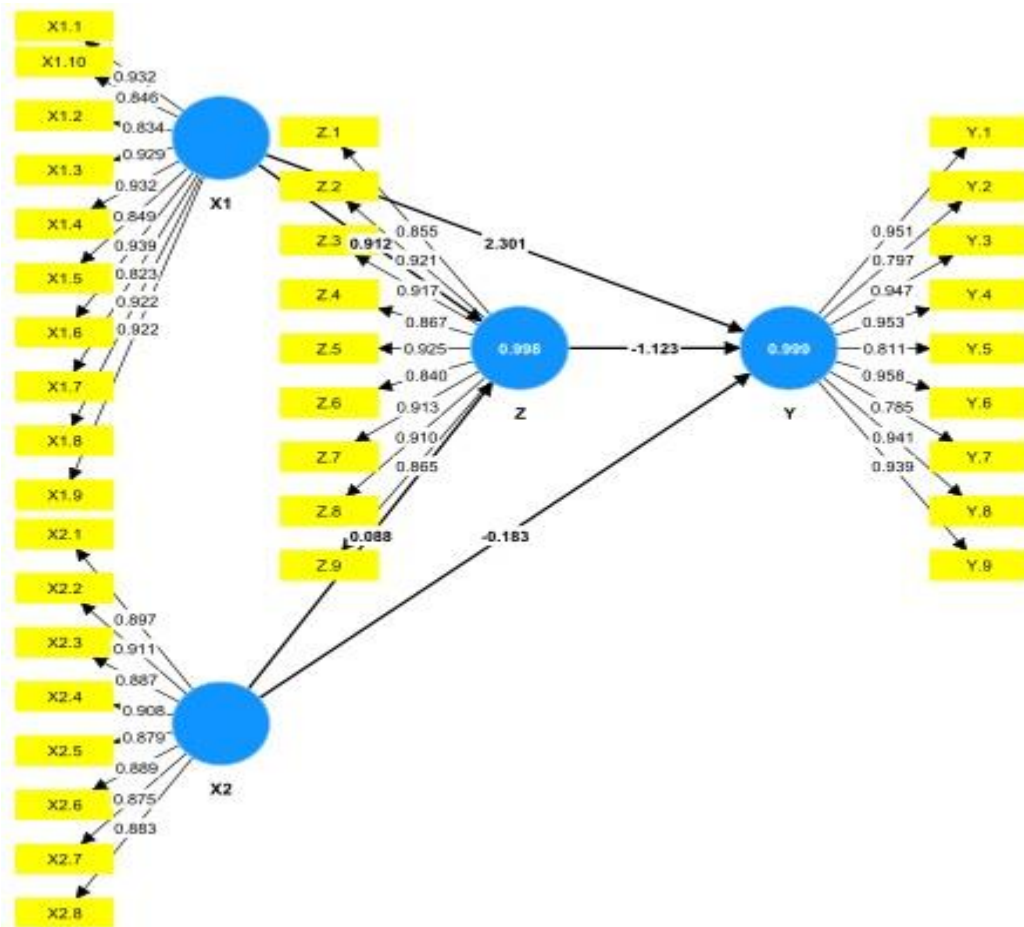 X1.1
X1.10
X1.2
X1.3
X1.4
X1.5
X1.6
X1.7
X1.8
X1.9
0.932
0.846
0.834
0.929
0.932
0.849
0.939
0.823
0.922
0.922
X1
X2.1
X2.2
X2.3
X2.4
X2.5
X2.6
X2.7
X2.8
0.897
0.911
0.887
0.908
0.879
0.889
0.875
0.883
X2
Z.1
Z.2
Z.3
Z.4
Z.5
Z.6
Z.7
Z.8
Z.9
0.855
0.921
0.917
0.867
0.925
0.840
0.913
0.910
0.865
0.912
2.301
0.088
-0.183
0.998
Z
-1.123
0.999
Y
0.951
0.797
0.947
0.953
0.811
0.958
0.785
0.941
0.939
Y.1
Y.2
Y.3
Y.4
Y.5
Y.6
Y.7
Y.8
Y.9